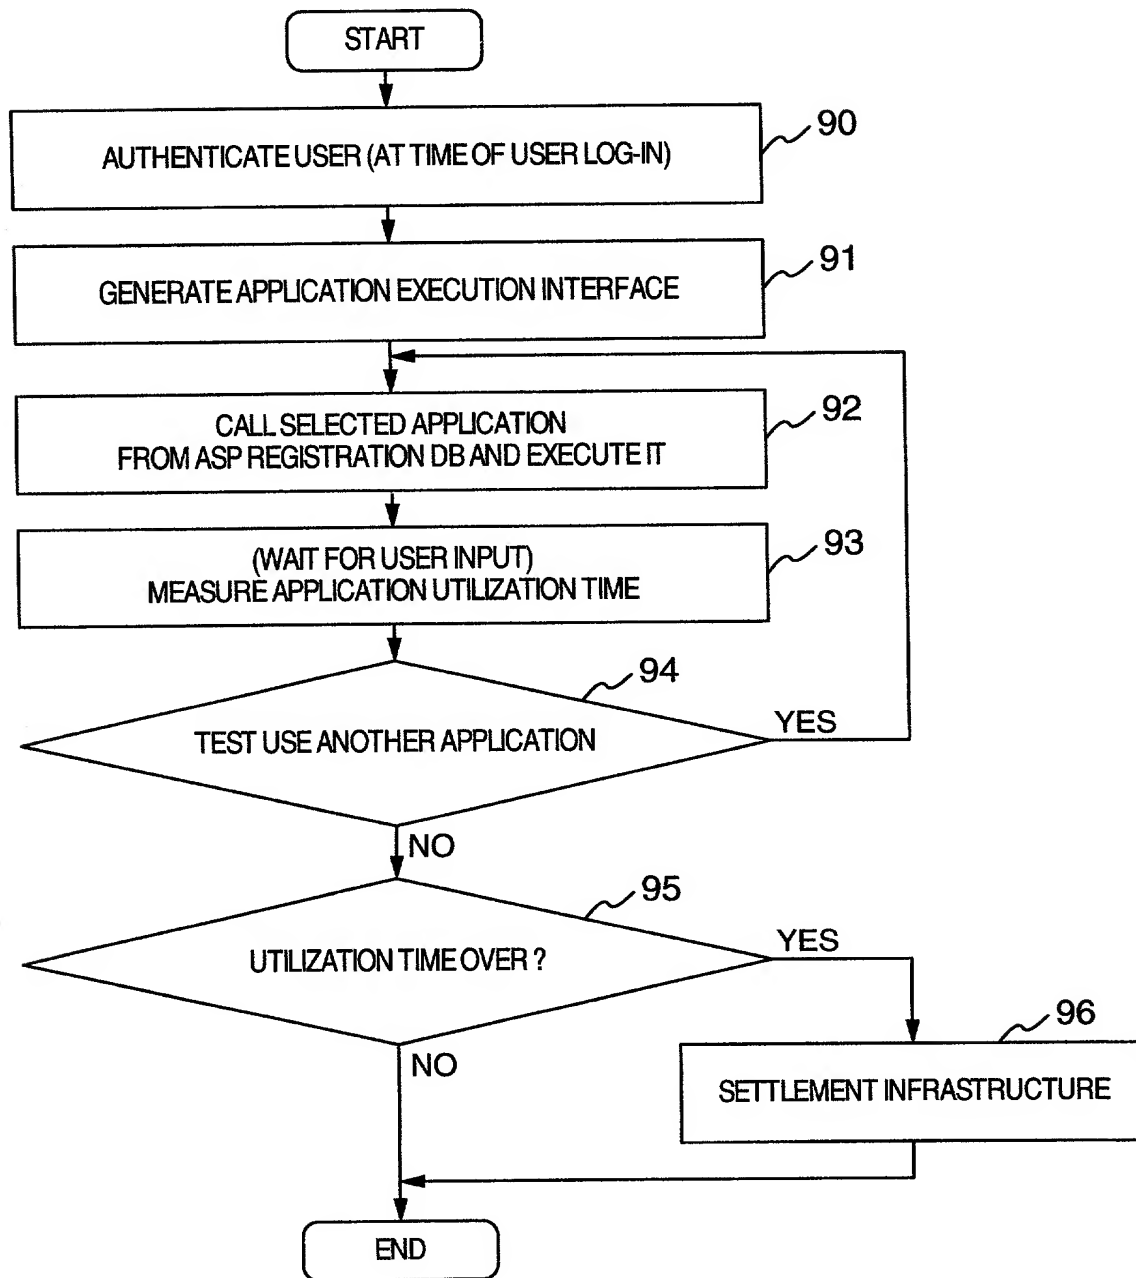 START
AUTHENTICATE USER (AT TIME OF USER LOG-IN)
90
GENERATE APPLICATION EXECUTION INTERFACE
91
CALL SELECTED APPLICATION
FROM ASP REGISTRATION DB AND EXECUTE IT
92
(WAIT FOR USER INPUT)
MEASURE APPLICATION UTILIZATION TIME
93
TEST USE ANOTHER APPLICATION
94
YES
NO
UTILIZATION TIME OVER ?
95
YES
NO
96
SETTLEMENT INFRASTRUCTURE
END